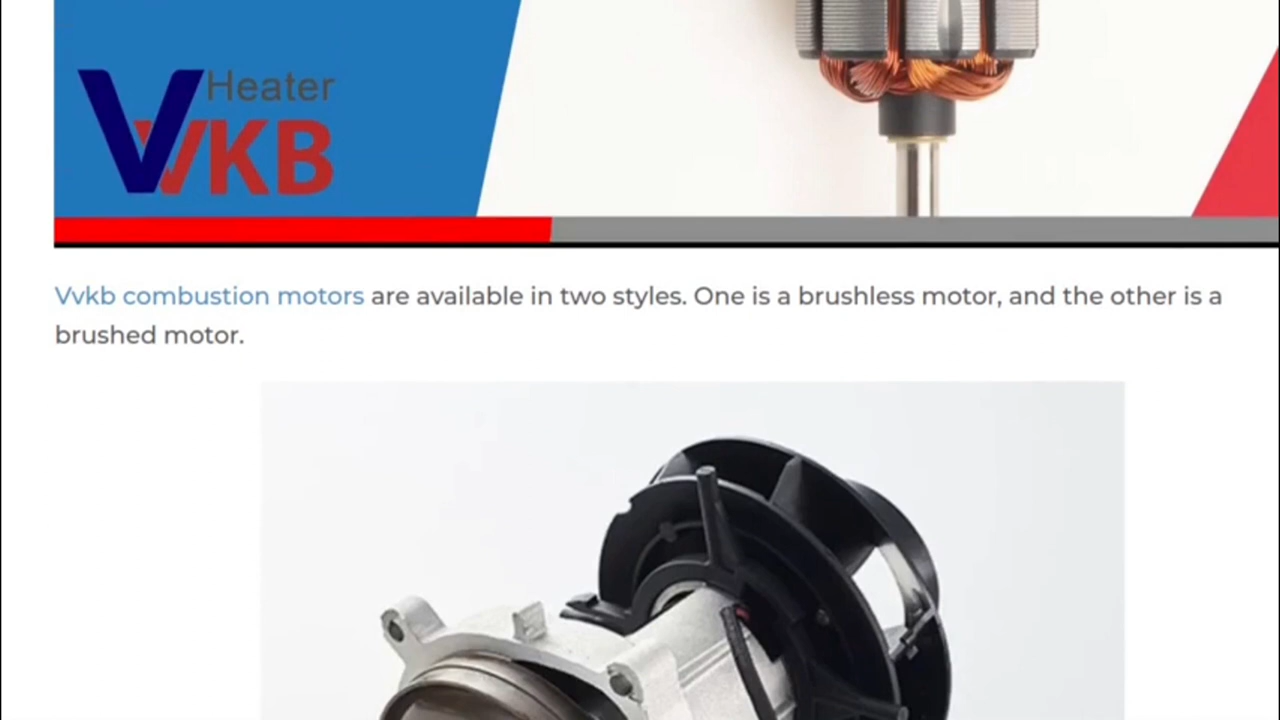 Heater
VVKB
Vvkb combustion motors are available in two styles. One is a brushless motor, and the other is a
brushed motor.